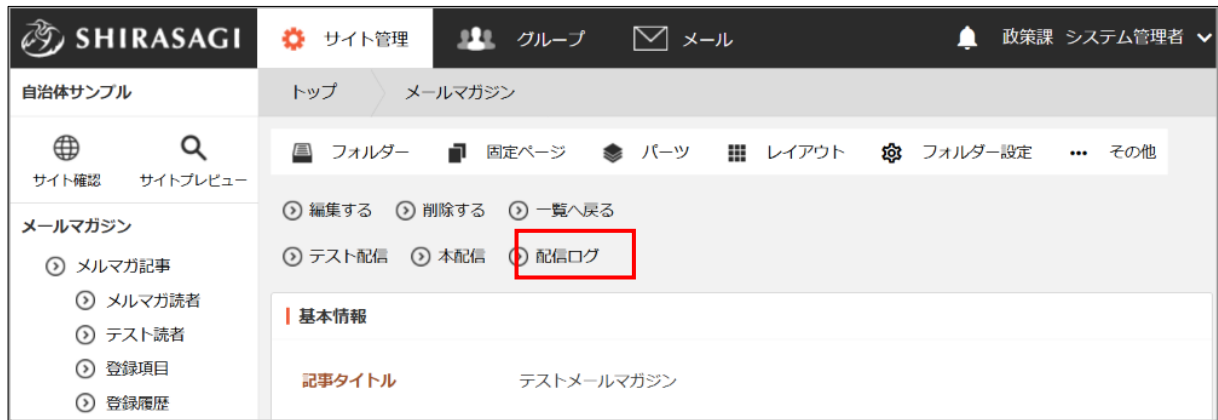 SHIRASAGI サイト管理 グループ メール 政策課 システム管理者
自治体サンプル
トップ メールマガジン
サイト確認 サイトプレビュー
フォルダー 固定ページ パーツ レイアウト フォルダー設定 その他
メールマガジン
メルマガ記事
メルマガ読者
テスト読者
登録項目
登録履歴
編集する 削除する 一覧へ戻る
テスト配信 本配信 配信ログ
基本情報
記事タイトル テストメールマガジン